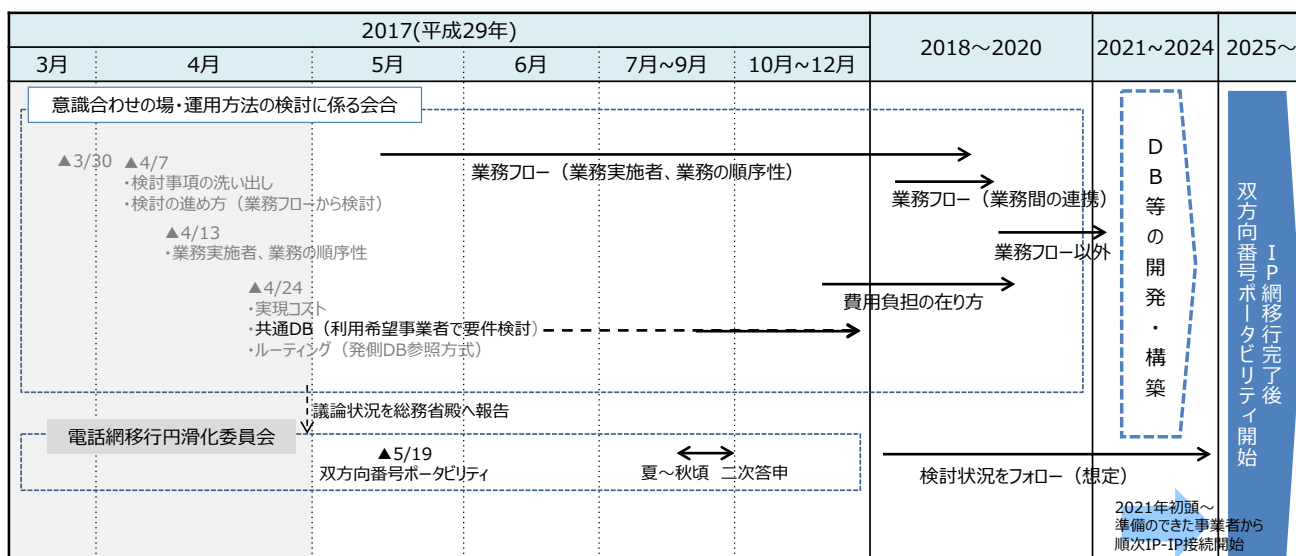 2017(平成29年)
2018～2020
2021~2024
2025～
3月
4月
5月
6月
7月~9月
10月~12月
意識合わせの場・運用方法の検討に係る会合
▲3/30
▲4/7
・検討事項の洗い出し
・検討の進め方（業務フローから検討）
▲4/13
・業務実施者、業務の順序性
▲4/24
・実現コスト
・共通DB（利用希望事業者で要件検討）
・ルーティング（発側DB参照方式）
業務フロー（業務実施者、業務の順序性）
業務フロー（業務間の連携）
業務フロー以外
費用負担の在り方
DB等の開発・構築
IP網移行完了後
双方向番号ポータビリティ開始
議論状況を総務省殿へ報告
電話網移行円滑化委員会
▲5/19
双方向番号ポータビリティ
夏～秋頃 二次答申
検討状況をフォロー（想定）
2021年初頭～
準備のできた事業者から
順次IP-IP接続開始